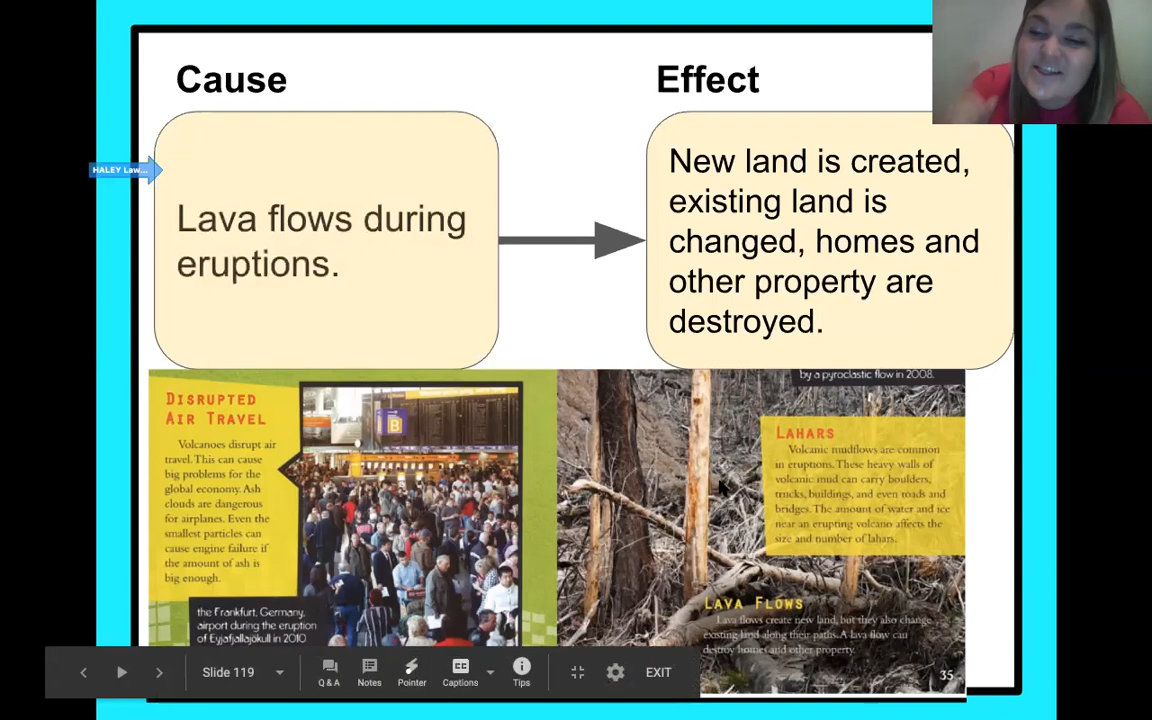 Cause
Effect
HALEY Law...
Lava flows during
eruptions.
New land is created,
existing land is
changed, homes and
other property are
destroyed.
DISRUPTED
AIR TRAVEL
Volcanoes disrupt air
travel. This can cause
big problems for the
global economy. Ash
clouds are dangerous
for airplanes. Even the
smallest particles can
cause engine failure if
the amount of ash is
big enough.
B
the Frankfurt, Germany,
airport during the eruption
of Eyjafjallajökull in 2010
by a pyroclastic flow in 2008.
LAHARS
Volcanic mudflows are common
in eruptions. These heavy walls of
volcanic mud can carry boulders,
trucks, buildings, and even roads and
bridges. The amount of water and ice
near an erupting volcano affects the
size and number of lahars.
LAVA FLOWS
Lava flows create new land, but they also change
existing land along their paths. A lava flow can
destroy homes and other property.
35
Slide 119
Q & A
Notes
Pointer
CC
Captions
Tips
EXIT